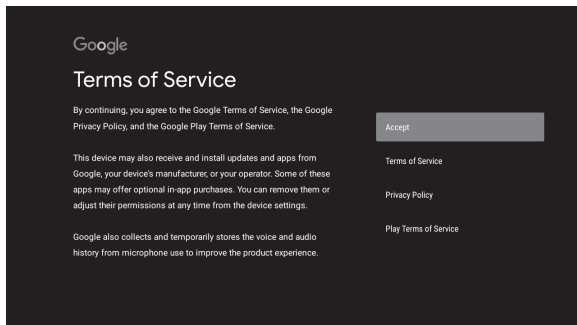 Google
Terms of Service
By continuing, you agree to the Google Terms of Service, the Google
Privacy Policy, and the Google Play Terms of Service.
This device may also receive and install updates and apps from
Google, your device's manufacturer, or your operator. Some of these
apps may offer optional in-app purchases. You can remove them or
adjust their permissions at any time from the device settings.
Google also collects and temporarily stores the voice and audio
history from microphone use to improve the product experience.
Accept
Terms of Service
Privacy Policy
Play Terms of Service